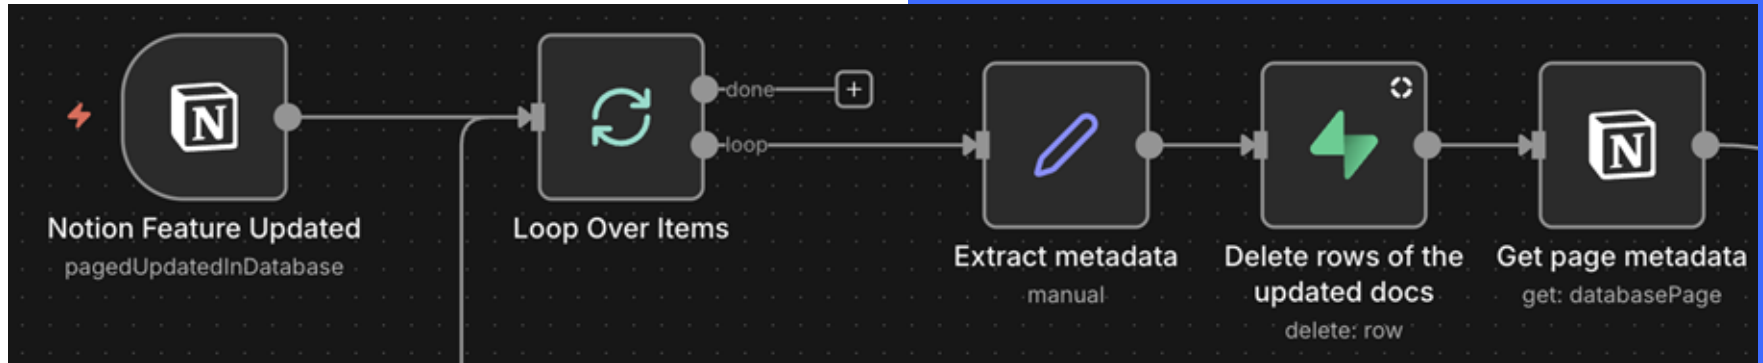 N
N
done
+
loop
Notion Feature Updated
pagedUpdatedInDatabase
Loop Over Items
Extract metadata
manual
Delete rows of the
updated docs
delete: row
Get page metadata
get: databasePage